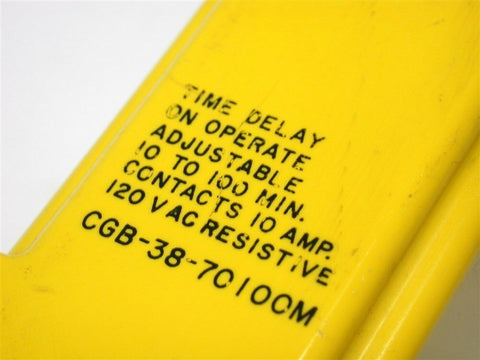 TIME DELAY
ON OPERATE
ADJUSTABLE
10 TO 100 MIN.
CONTACTS 10 AMP.
120 VAC RESISTIVE
CGB-38-70100M